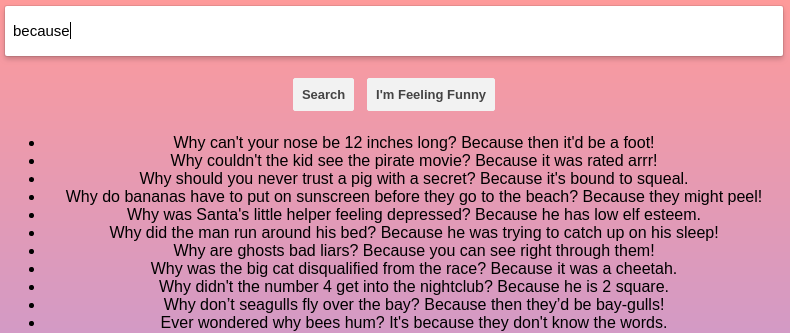 because
Search I'm Feeling Funny
Why can't your nose be 12 inches long? Because then it'd be a foot!
Why couldn't the kid see the pirate movie? Because it was rated arrr!
Why should you never trust a pig with a secret? Because it's bound to squeal.
Why do bananas have to put on sunscreen before they go to the beach? Because they might peel!
Why was Santa's little helper feeling depressed? Because he has low elf esteem.
Why did the man run around his bed? Because he was trying to catch up on his sleep!
Why are ghosts bad liars? Because you can see right through them!
Why was the big cat disqualified from the race? Because it was a cheetah.
Why didn't the number 4 get into the nightclub? Because he is 2 square.
Why don’t seagulls fly over the bay? Because then they’d be bay-gulls!
Ever wondered why bees hum? It's because they don't know the words.